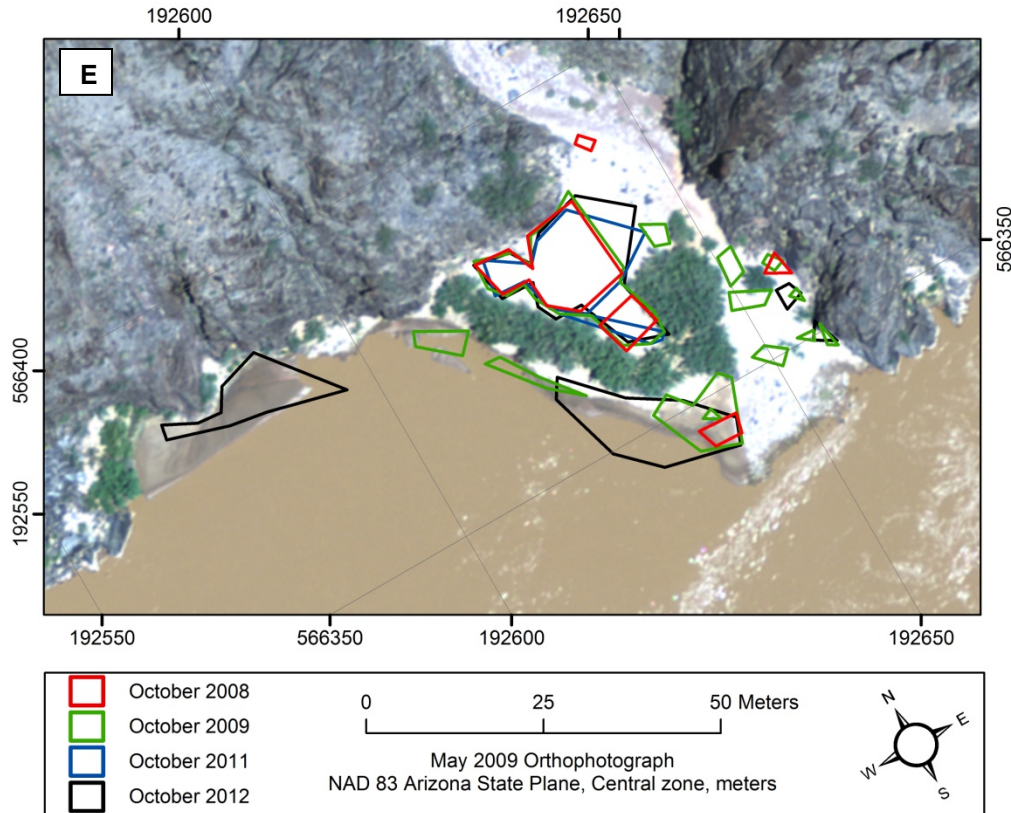 192600
192650
E
566350
566400
192550
192550
566350
192600
192650
October 2008
October 2009
October 2011
October 2012
0
25
50 Meters
May 2009 Orthophotograph
NAD 83 Arizona State Plane, Central zone, meters
N
E
W
S